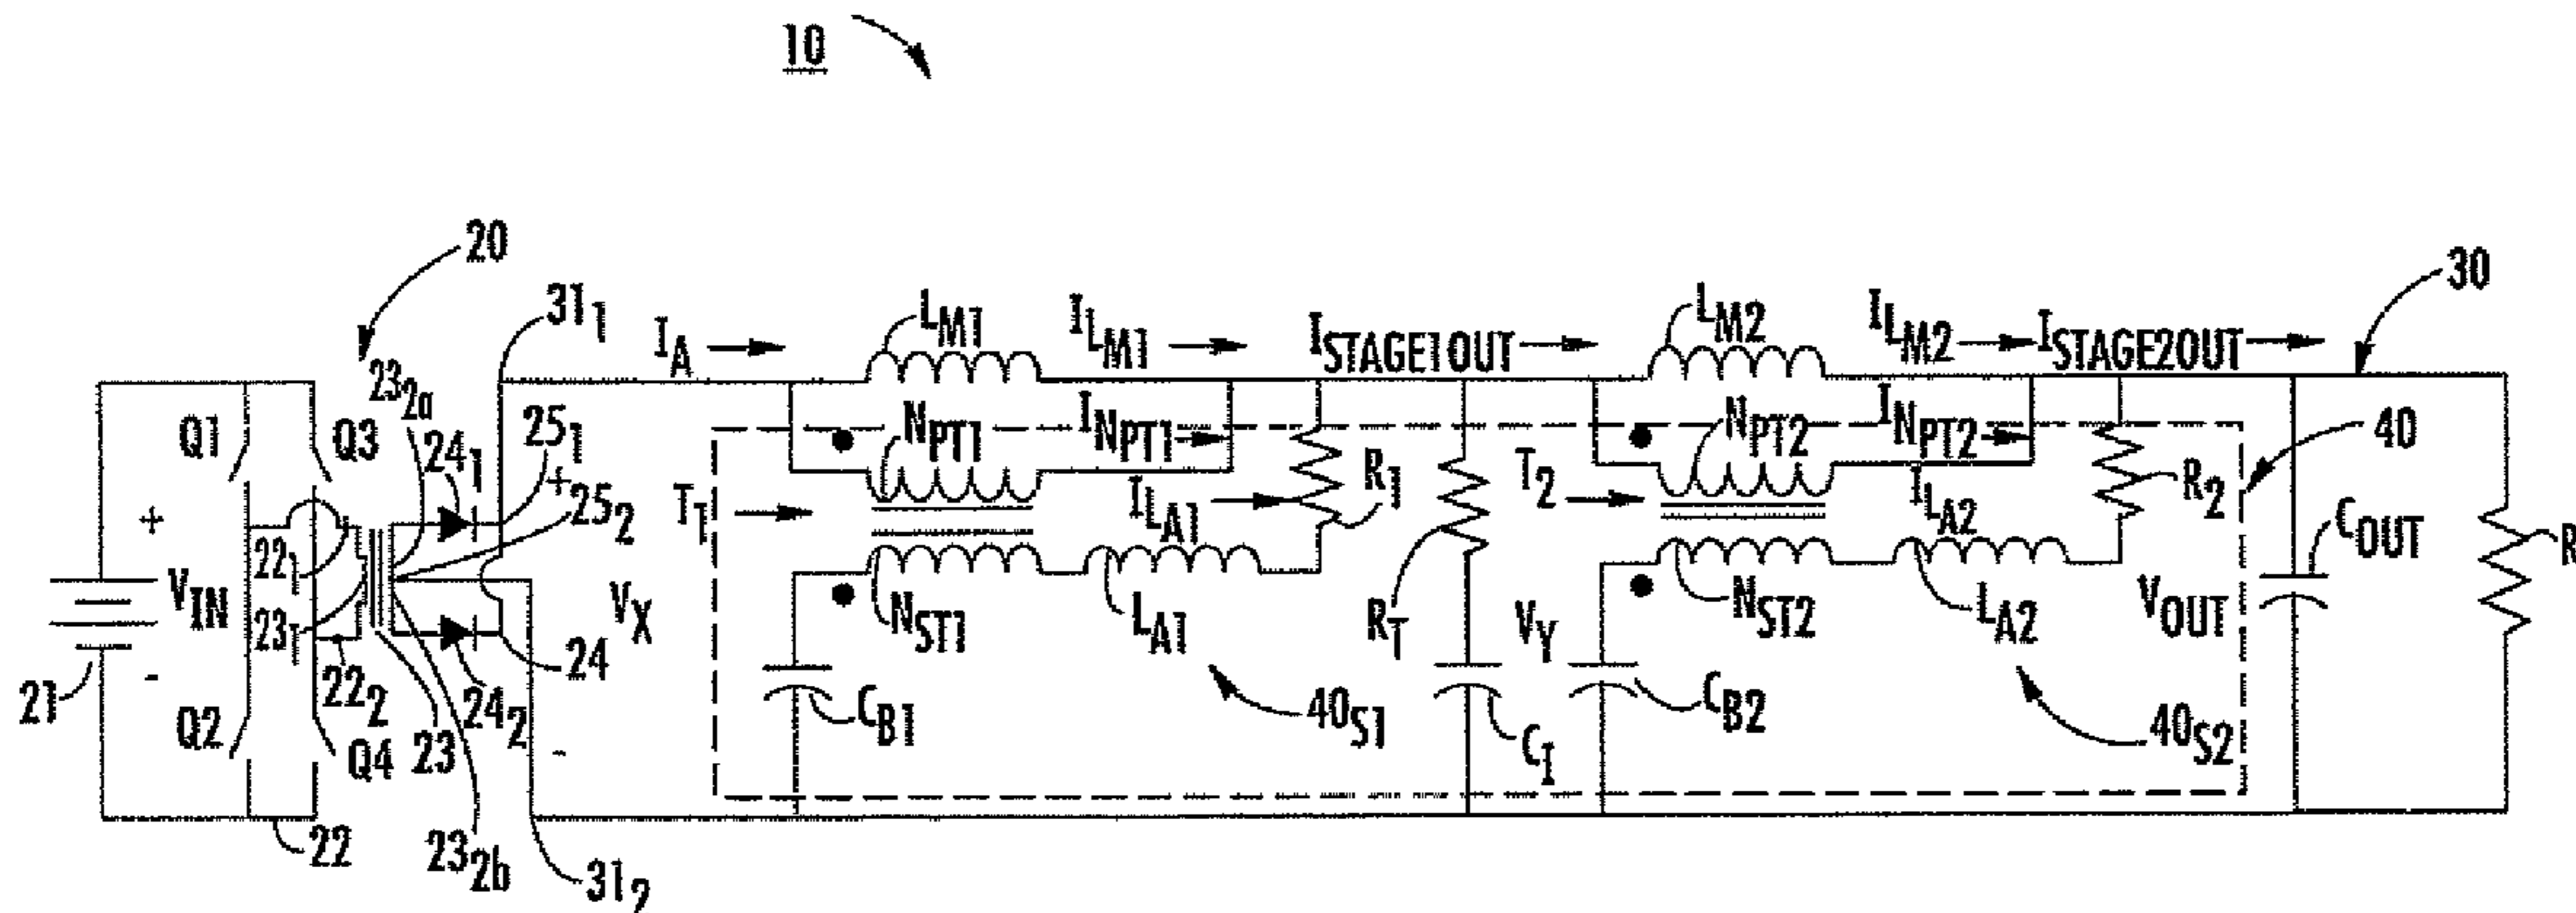 10
20
30
31₁
I_A
L_M1
I_LM1
I_STAGE1OUT
L_M2
I_LM2
I_STAGE2OUT
23₂a
Q1
Q3
24₁
25₁
25₂
N_PT1
I_NPT1
N_PT2
I_NPT2
40
+
V_IN
-
22₁
23₁
+
V_X
-
T₁
I_LA1
R₁
T₂
I_LA2
R₂
C_OUT
R
N_ST1
L_A1
R_T
V_Y
N_ST2
L_A2
V_OUT
21
Q2
Q4
22₂
23
24₂
24
C_B1
40_S1
C_I
C_B2
40_S2
22
23₂b
31₂